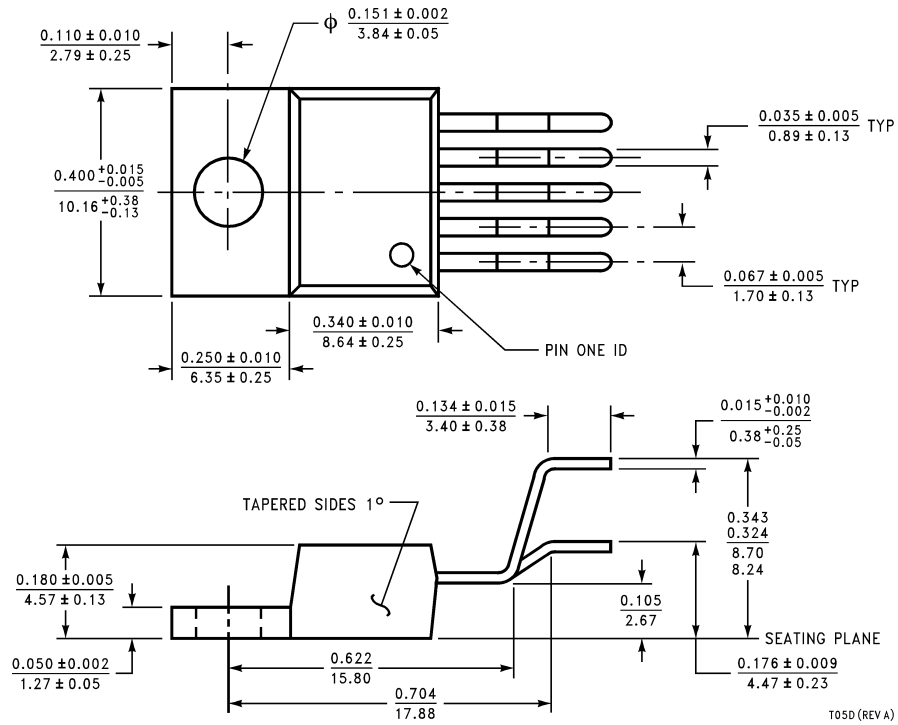 ϕ 0.151 ± 0.002
3.84 ± 0.05
0.110 ± 0.010
2.79 ± 0.25
0.035 ± 0.005
0.89 ± 0.13 TYP
0.400 +0.015 -0.005
10.16 +0.38 -0.13
0.067 ± 0.005
1.70 ± 0.13 TYP
0.340 ± 0.010
8.64 ± 0.25
PIN ONE ID
0.250 ± 0.010
6.35 ± 0.25
0.134 ± 0.015
3.40 ± 0.38
0.015 +0.010 -0.002
0.38 +0.25 -0.05
TAPERED SIDES 1°
0.343
0.324
8.70
8.24
0.180 ± 0.005
4.57 ± 0.13
0.105
2.67
SEATING PLANE
0.050 ± 0.002
1.27 ± 0.05
0.622
15.80
0.176 ± 0.009
4.47 ± 0.23
0.704
17.88
T05D (REV A)